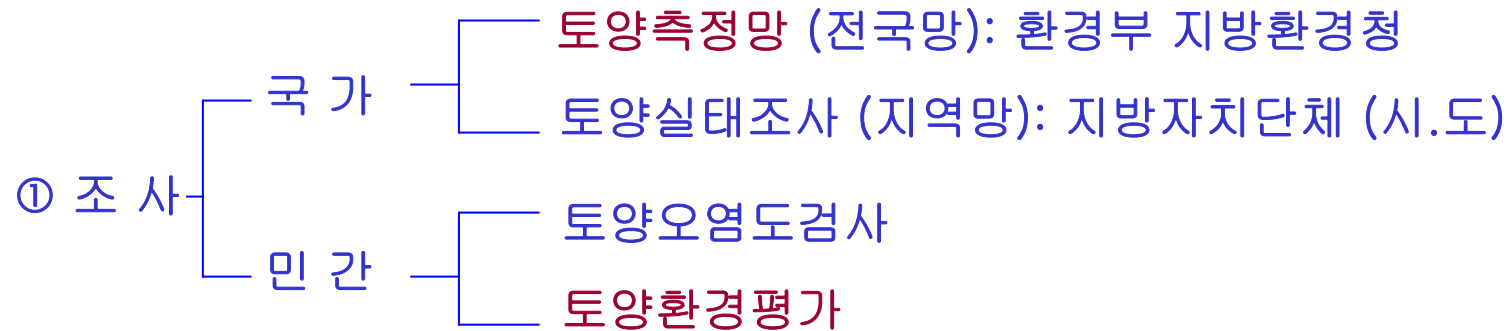 토양측정망 (전국망): 환경부 지방환경청
국 가
토양실태조사 (지역망): 지방자치단체 (시.도)
① 조 사
토양오염도검사
민 간
토양환경평가